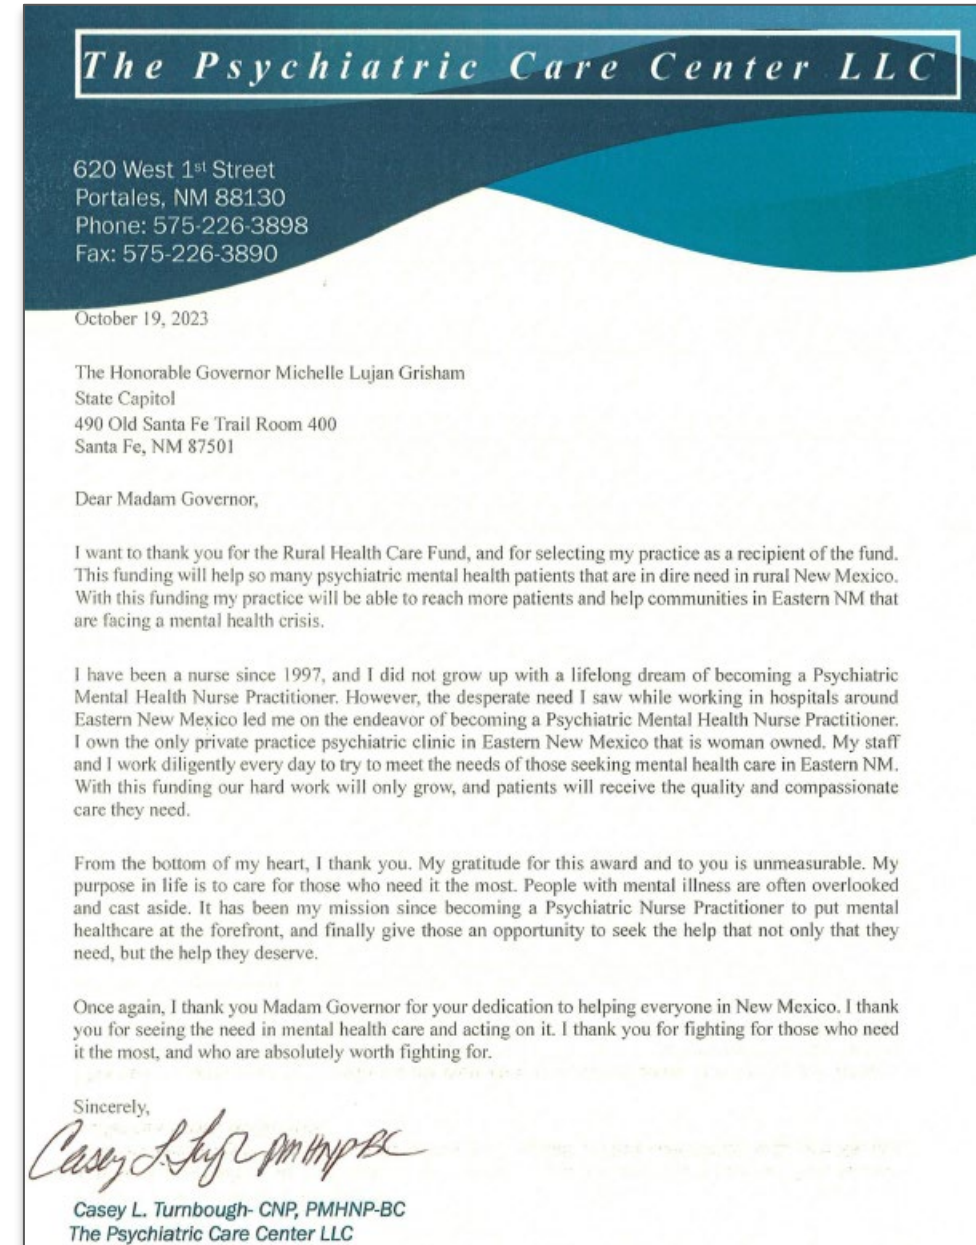 The Psychiatric Care Center LLC
620 West 1st Street
Portales, NM 88130
Phone: 575-226-3898
Fax: 575-226-3890
October 19, 2023
The Honorable Governor Michelle Lujan Grisham
State Capitol
490 Old Santa Fe Trail Room 400
Santa Fe, NM 87501
Dear Madam Governor,
I want to thank you for the Rural Health Care Fund, and for selecting my practice as a recipient of the fund.
This funding will help so many psychiatric mental health patients that are in dire need in rural New Mexico.
With this funding my practice will be able to reach more patients and help communities in Eastern NM that
are facing a mental health crisis.
I have been a nurse since 1997, and I did not grow up with a lifelong dream of becoming a Psychiatric
Mental Health Nurse Practitioner. However, the desperate need I saw while working in hospitals around
Eastern New Mexico led me on the endeavor of becoming a Psychiatric Mental Health Nurse Practitioner.
I own the only private practice psychiatric clinic in Eastern New Mexico that is woman owned. My staff
and I work diligently every day to try to meet the needs of those seeking mental health care in Eastern NM.
With this funding our hard work will only grow, and patients will receive the quality and compassionate
care they need.
From the bottom of my heart, I thank you. My gratitude for this award and to you is unmeasurable. My
purpose in life is to care for those who need it the most. People with mental illness are often overlooked
and cast aside. It has been my mission since becoming a Psychiatric Nurse Practitioner to put mental
healthcare at the forefront, and finally give those an opportunity to seek the help that not only that they
need, but the help they deserve.
Once again, I thank you Madam Governor for your dedication to helping everyone in New Mexico. I thank
you for seeing the need in mental health care and acting on it. I thank you for fighting for those who need
it the most, and who are absolutely worth fighting for.
Sincerely,
Casey L. PMHNP BC
Casey L. Turnbough- CNP, PMHNP-BC
The Psychiatric Care Center LLC